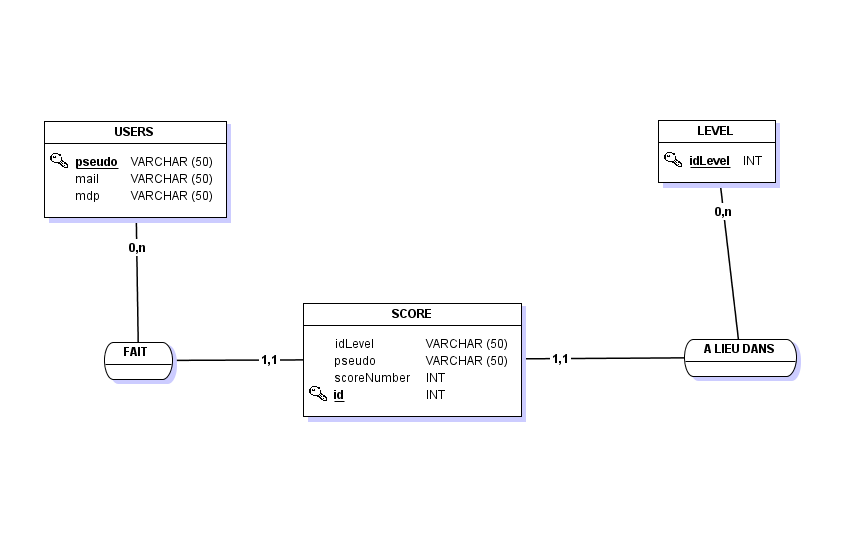 USERS
pseudo VARCHAR (50)
mail VARCHAR (50)
mdp VARCHAR (50)
LEVEL
idLevel INT
0,n
0,n
SCORE
idLevel VARCHAR (50)
pseudo VARCHAR (50)
scoreNumber INT
id INT
FAIT
1,1
1,1
A LIEU DANS